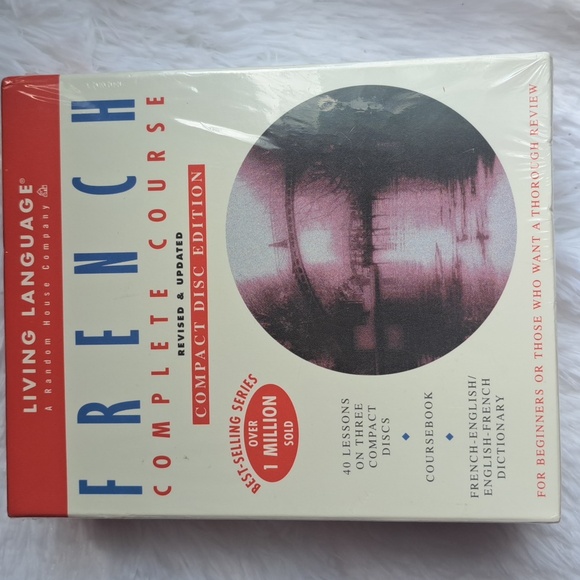 LIVING LANGUAGE®
A Random House Company
FRENCH
COMPLETE COURSE
REVISED & UPDATED
COMPACT DISC EDITION
BEST-SELLING SERIES
OVER
1 MILLION
SOLD
40 LESSONS
ON THREE
COMPACT
DISCS
COURSEBOOK
FRENCH-ENGLISH/
ENGLISH-FRENCH
DICTIONARY
FOR BEGINNERS OR THOSE WHO WANT A THOROUGH REVIEW